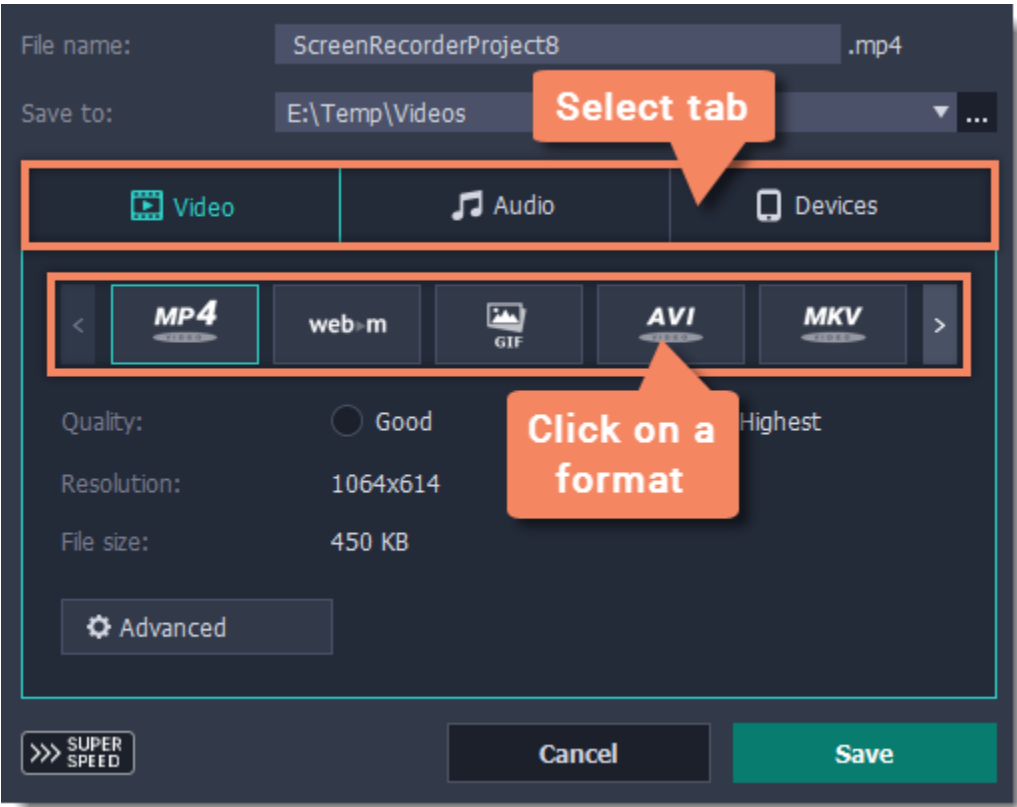 File name:
ScreenRecorderProject8
.mp4
Save to:
E:\Temp\Videos
...
Select tab
Video
Audio
Devices
<
MP4
web▸m
GIF
AVI
MKV
>
Click on a
format
Quality:
Good
Highest
Resolution:
1064x614
File size:
450 KB
Advanced
>>> SUPER
SPEED
Cancel
Save